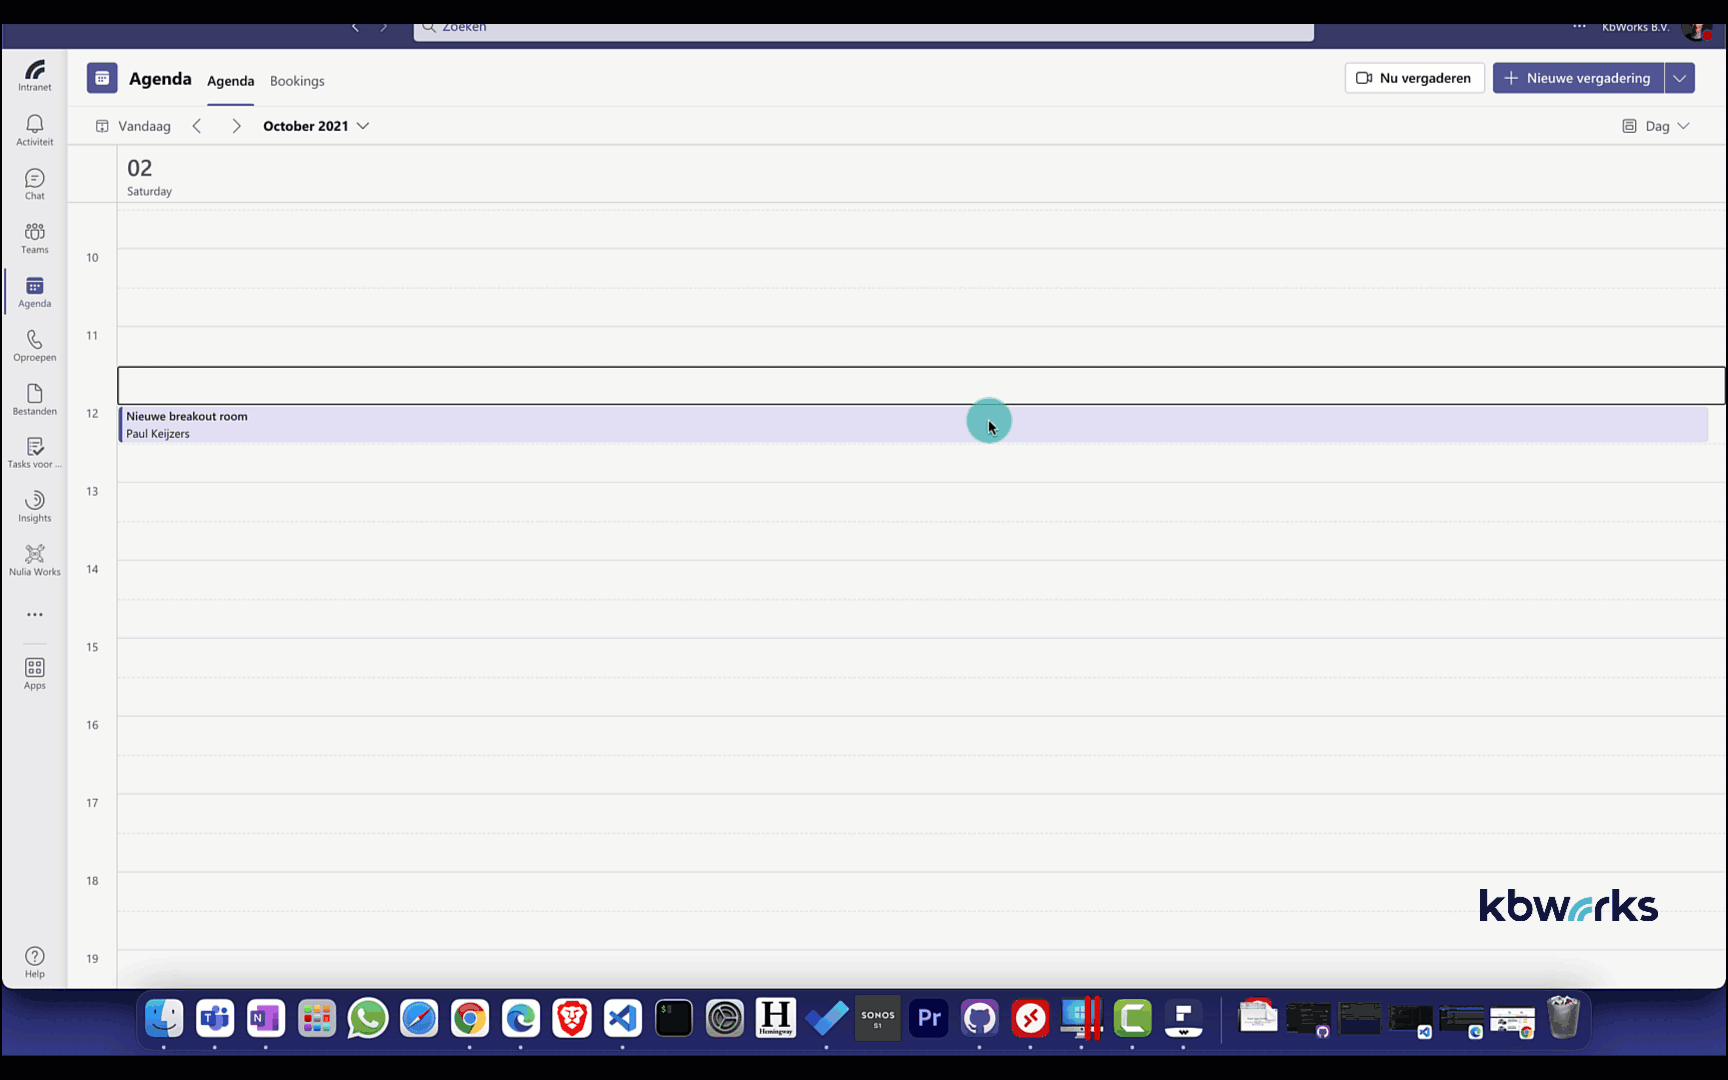 Zoeken
KbWorks B.V.
Intranet
Activiteit
Chat
Teams
Agenda
Oproepen
Bestanden
Tasks voor ...
Insights
Nulia Works
Apps
Help
Agenda
Agenda
Bookings
Nu vergaderen
Nieuwe vergadering
Vandaag
October 2021
Dag
02
Saturday
10
11
12
Nieuwe breakout room
Paul Keijzers
13
14
15
16
17
18
19
kbworks
N
$
H
Hemingway
SONOS
S1
Pr